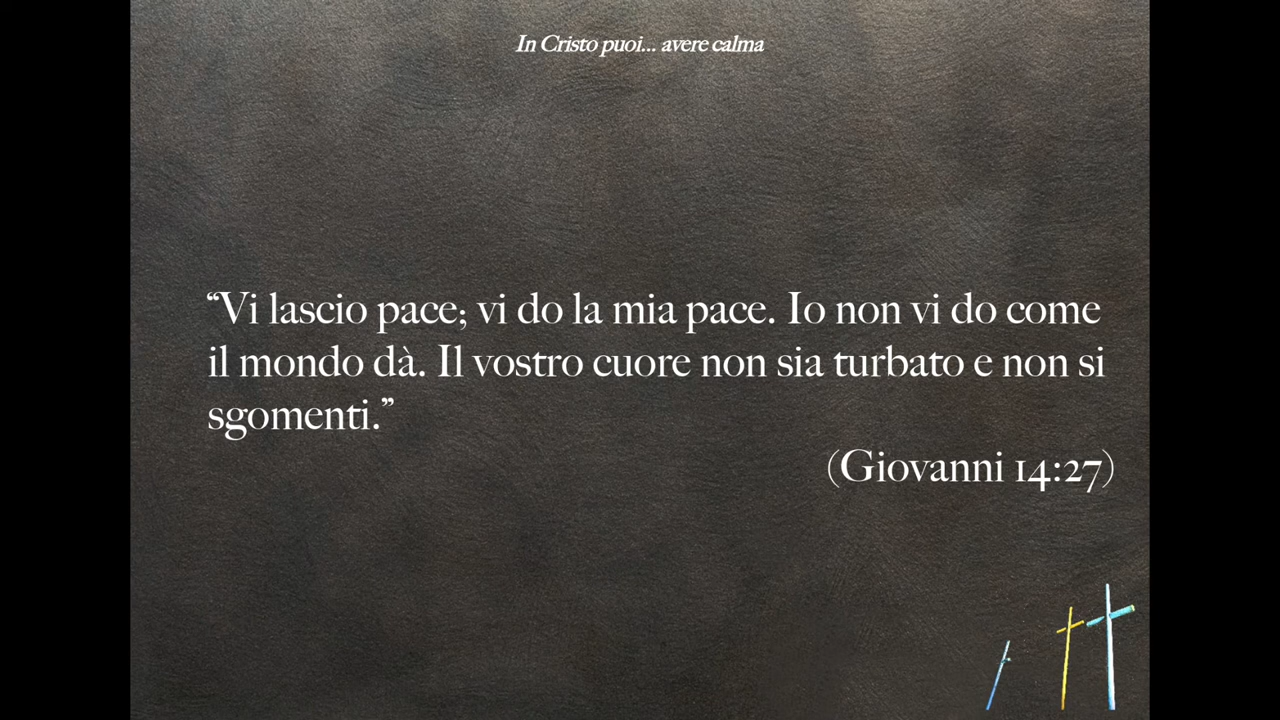 In Cristo puoi... avere calma
“Vi lascio pace; vi do la mia pace. Io non vi do come
il mondo dà. Il vostro cuore non sia turbato e non si
sgomenti.”
(Giovanni 14:27)